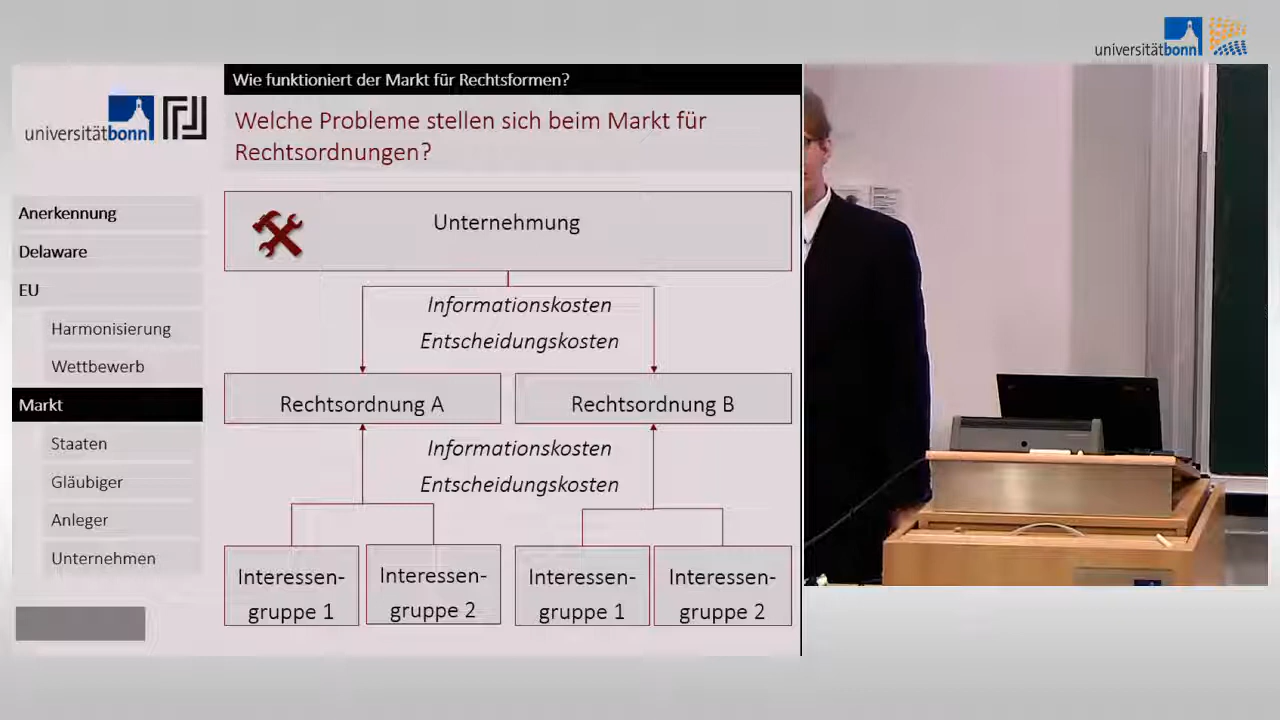 universitätbonn
universitätbonn
Wie funktioniert der Markt für Rechtsformen?
Welche Probleme stellen sich beim Markt für
Rechtsordnungen?
Anerkennung
Delaware
EU
Harmonisierung
Wettbewerb
Markt
Staaten
Gläubiger
Anleger
Unternehmen
Unternehmung
Informationskosten
Entscheidungskosten
Rechtsordnung A
Rechtsordnung B
Informationskosten
Entscheidungskosten
Interessen-
gruppe 1
Interessen-
gruppe 2
Interessen-
gruppe 1
Interessen-
gruppe 2